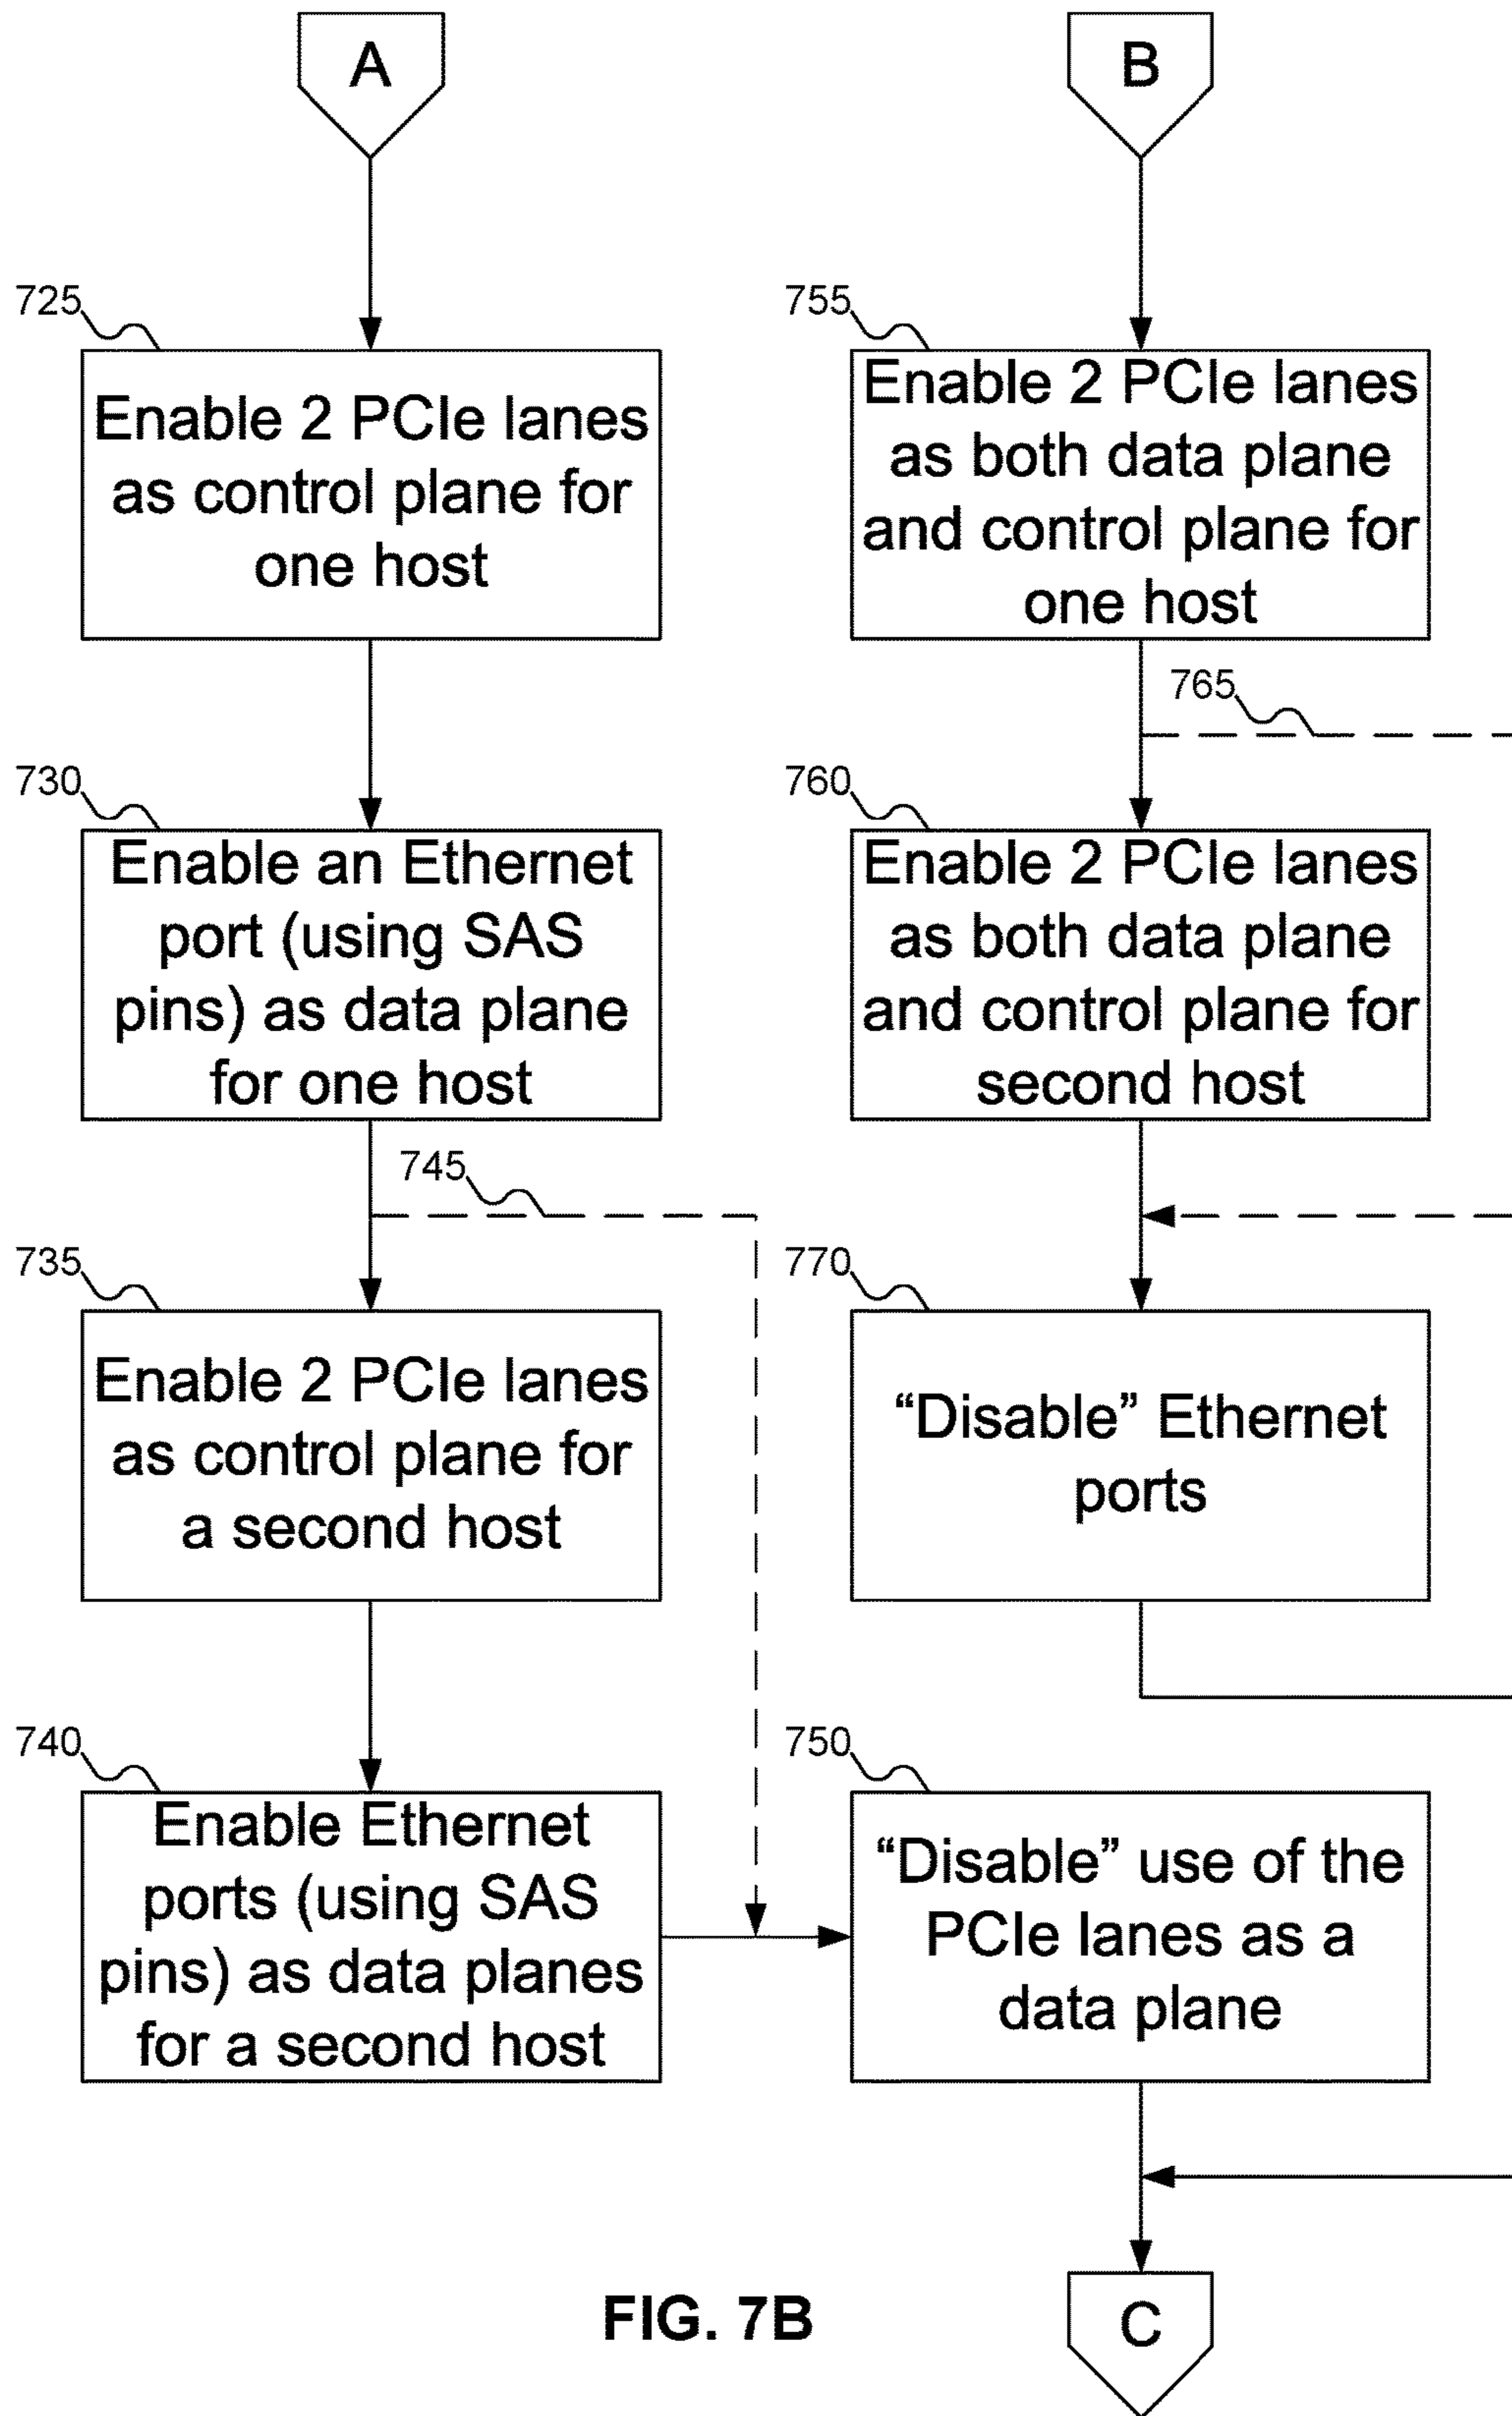 A
B
725
Enable 2 PCIe lanes
as control plane for
one host
755
Enable 2 PCIe lanes
as both data plane
and control plane for
one host
765
730
Enable an Ethernet
port (using SAS
pins) as data plane
for one host
745
760
Enable 2 PCIe lanes
as both data plane
and control plane for
second host
735
Enable 2 PCIe lanes
as control plane for
a second host
770
“Disable” Ethernet
ports
740
Enable Ethernet
ports (using SAS
pins) as data planes
for a second host
750
“Disable” use of the
PCIe lanes as a
data plane
FIG. 7B
C